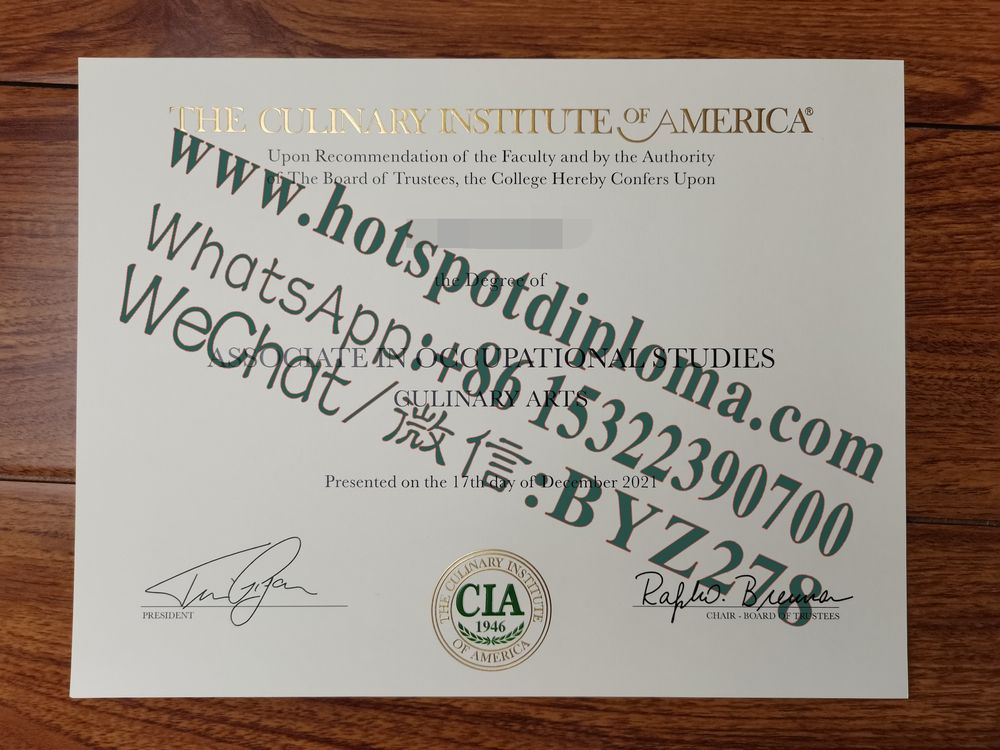 THE CULINARY INSTITUTE OF AMERICA®
Upon Recommendation of the Faculty and by the Authority
of The Board of Trustees, the College Hereby Confers Upon
the Degree of
ASSOCIATE IN OCCUPATIONAL STUDIES
CULINARY ARTS
Presented on the 17th day of December 2021
www.hotspotdiploma.com
WhatsApp:+86 15322390700
WeChat/微信:BYZ278
PRESIDENT
THE CULINARY INSTITUTE
CIA
1946
OF AMERICA
CHAIR - BOARD OF TRUSTEES